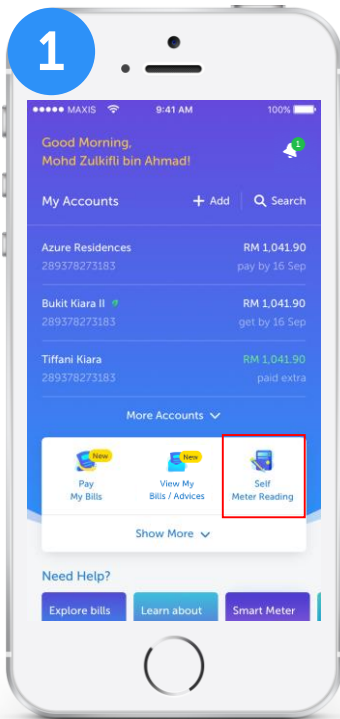 1
MAXIS 9:41 AM 100%
Good Morning,
Mohd Zulkifli bin Ahmad!
1
My Accounts + Add Search
Azure Residences RM 1,041.90
289378273183 pay by 16 Sep
Bukit Kiara II RM 1,041.90
289378273183 get by 16 Sep
Tiffani Kiara RM 1,041.90
289378273183 paid extra
More Accounts
New New
Pay View My Self
My Bills Bills / Advices Meter Reading
Show More
Need Help?
Explore bills Learn about Smart Meter